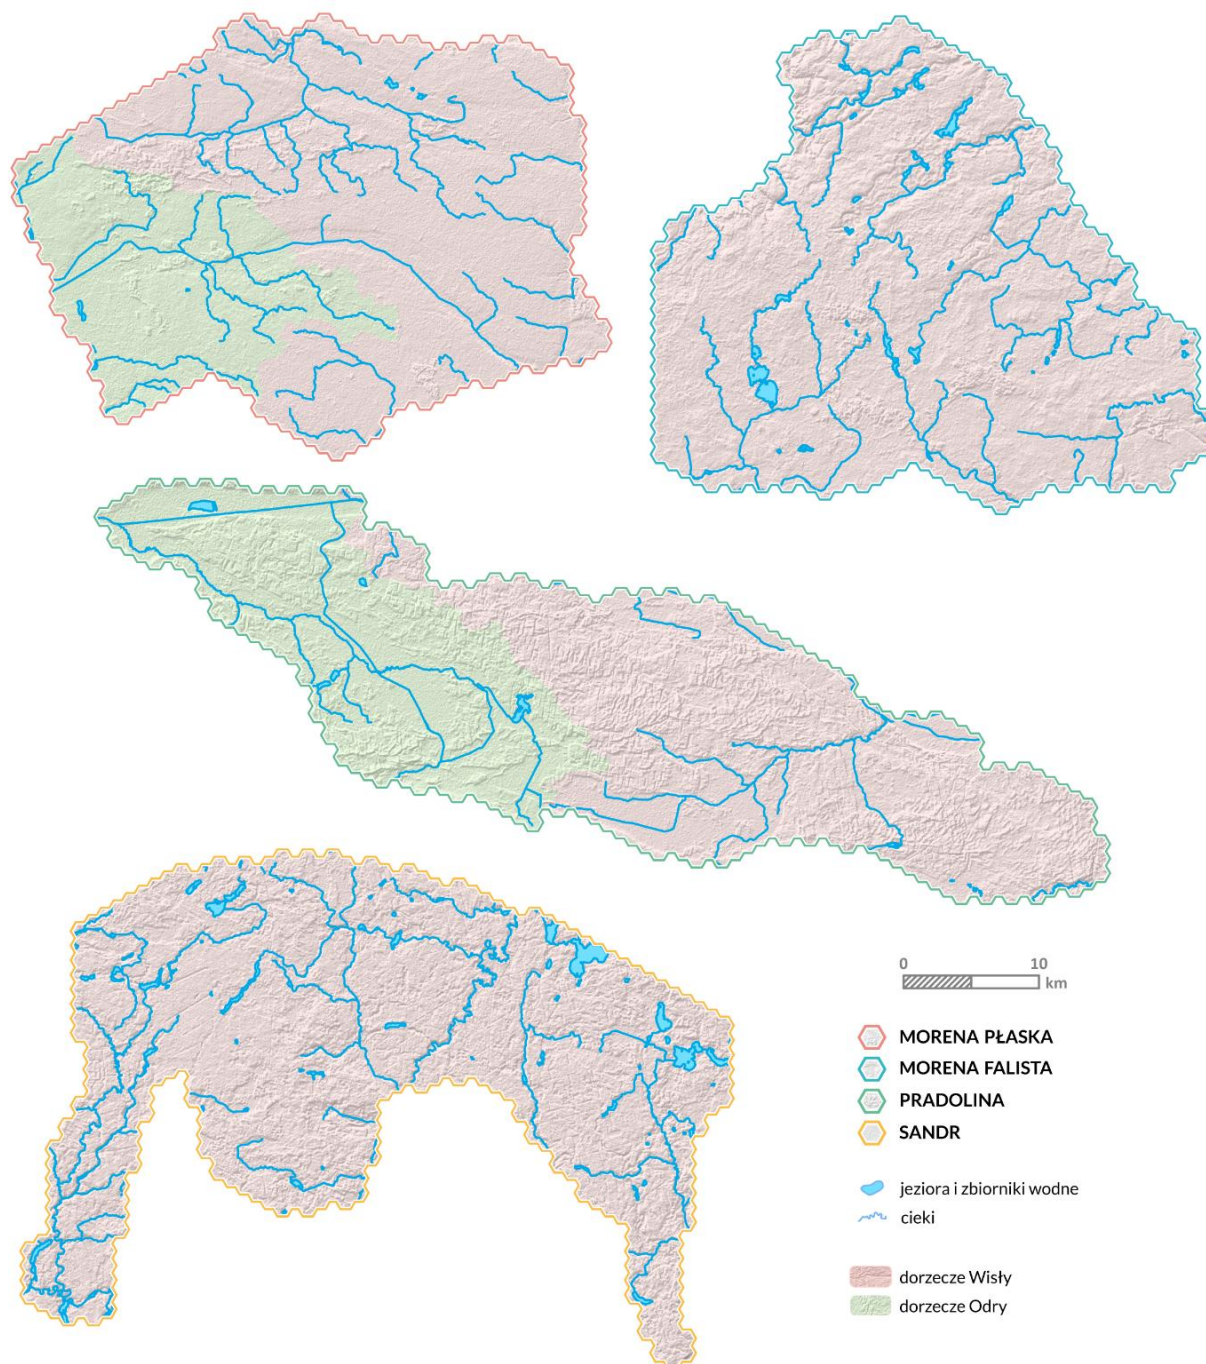 0 10
km
MORENA PŁASKA
MORENA FALISTA
PRADOLINA
SANDR
jeziora i zbiorniki wodne
cieki
dorzecze Wisły
dorzecze Odry